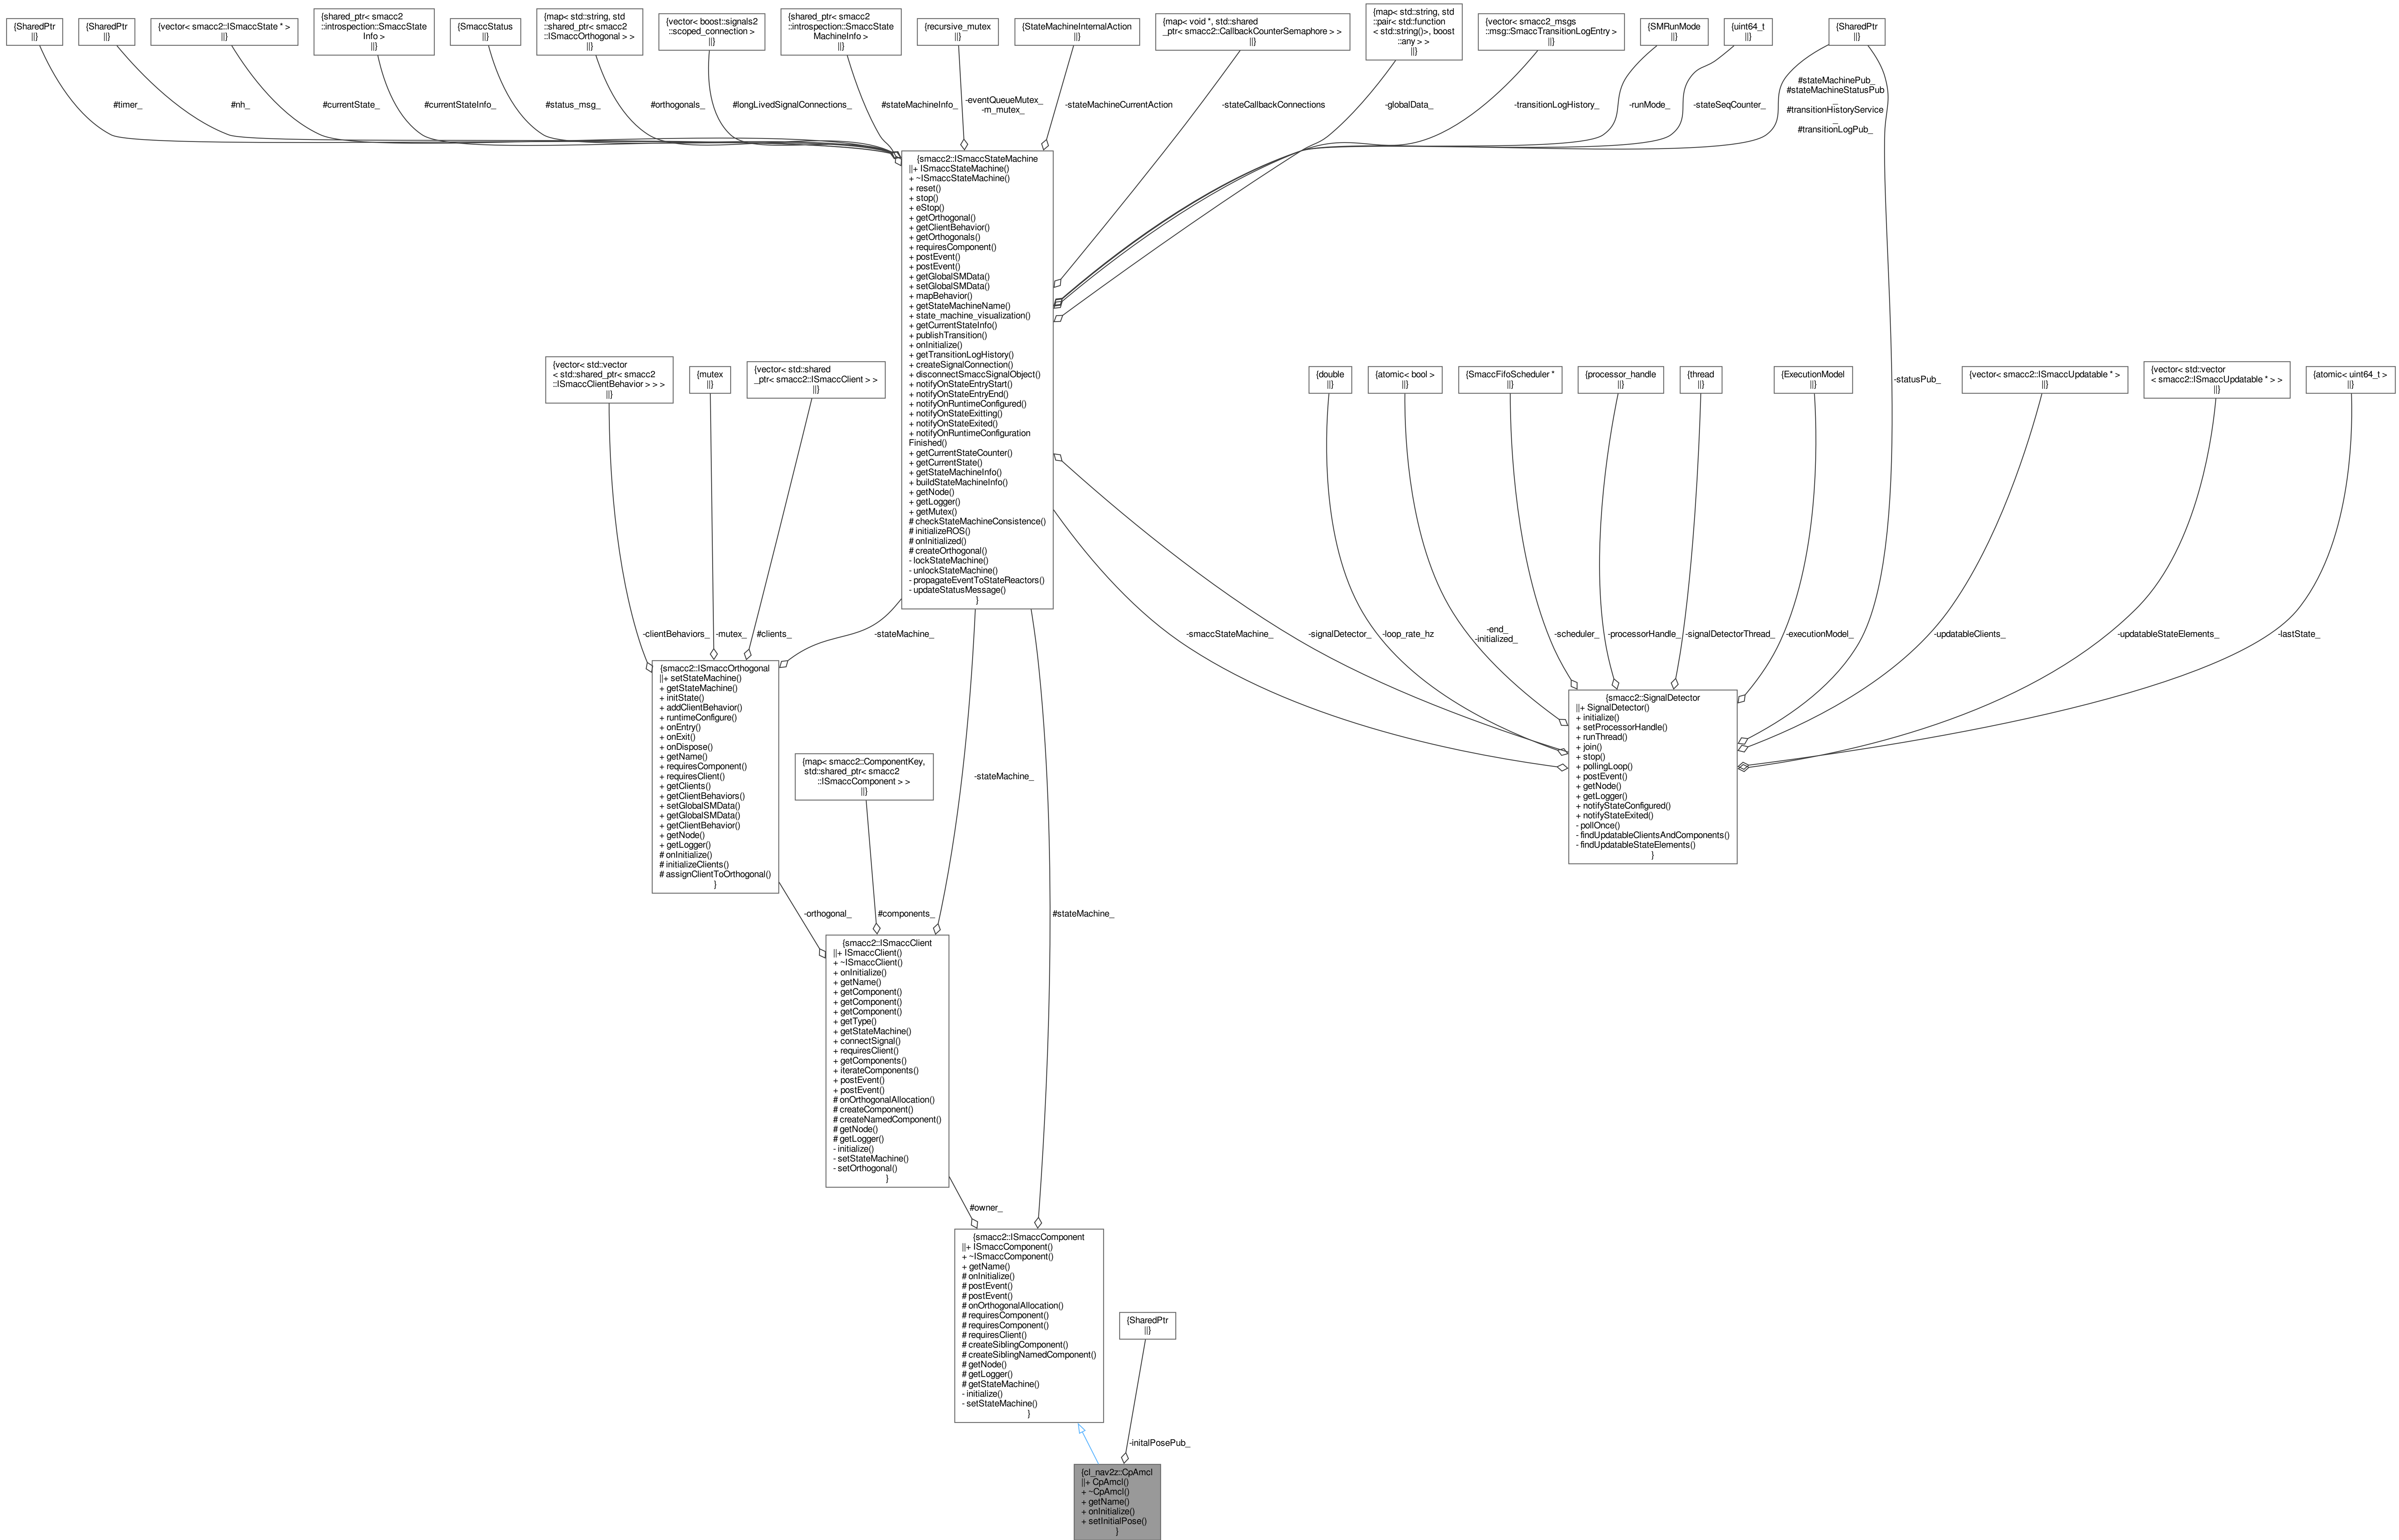 {SharedPtr
||}
{SharedPtr
||}
{vector< smacc2::ISmaccState * >
||}
{shared_ptr< smacc2
::introspection::SmaccState
Info >
||}
{SmaccStatus
||}
{map< std::string, std
::shared_ptr< smacc2
::ISmaccOrthogonal > >
||}
{vector< boost::signals2
::scoped_connection >
||}
{shared_ptr< smacc2
::introspection::SmaccState
MachineInfo >
||}
{recursive_mutex
||}
{StateMachineInternalAction
||}
{map< void *, std::shared
_ptr< smacc2::CallbackCounterSemaphore > >
||}
{map< std::string, std
::pair< std::function
< std::string()>, boost
::any > >
||}
{vector< smacc2_msgs
::msg::SmaccTransitionLogEntry >
||}
{SMRunMode
||}
{uint64_t
||}
{SharedPtr
||}
#timer_
#nh_
#currentState_
#currentStateInfo_
#status_msg_
#orthogonals_
#longLivedSignalConnections_
#stateMachineInfo_
-eventQueueMutex_
-m_mutex_
-stateMachineCurrentAction
-stateCallbackConnections
-globalData_
-transitionLogHistory_
-runMode_
-stateSeqCounter_
#stateMachinePub_
#stateMachineStatusPub
_
#transitionHistoryService
_
#transitionLogPub_
{smacc2::ISmaccStateMachine
||+ ISmaccStateMachine()
+ ~ISmaccStateMachine()
+ reset()
+ stop()
+ eStop()
+ getOrthogonal()
+ getClientBehavior()
+ getOrthogonals()
+ requiresComponent()
+ postEvent()
+ postEvent()
+ getGlobalSMData()
+ setGlobalSMData()
+ mapBehavior()
+ getStateMachineName()
+ state_machine_visualization()
+ getCurrentStateInfo()
+ publishTransition()
+ onInitialize()
+ getTransitionLogHistory()
+ createSignalConnection()
+ disconnectSmaccSignalObject()
+ notifyOnStateEntryStart()
+ notifyOnStateEntryEnd()
+ notifyOnRuntimeConfigured()
+ notifyOnStateExitting()
+ notifyOnStateExited()
+ notifyOnRuntimeConfiguration
Finished()
+ getCurrentStateCounter()
+ getCurrentState()
+ getStateMachineInfo()
+ buildStateMachineInfo()
+ getNode()
+ getLogger()
+ getMutex()
# checkStateMachineConsistence()
# initializeROS()
# onInitialized()
# createOrthogonal()
- lockStateMachine()
- unlockStateMachine()
- propagateEventToStateReactors()
- updateStatusMessage()
}
{vector< std::vector
< std::shared_ptr< smacc2
::ISmaccClientBehavior > > >
||}
{mutex
||}
{vector< std::shared
_ptr< smacc2::ISmaccClient > >
||}
{double
||}
{atomic< bool >
||}
{SmaccFifoScheduler *
||}
{processor_handle
||}
{thread
||}
{ExecutionModel
||}
-statusPub_
{vector< smacc2::ISmaccUpdatable * >
||}
{vector< std::vector
< smacc2::ISmaccUpdatable * > >
||}
{atomic< uint64_t >
||}
-clientBehaviors_
-mutex_
#clients_
-stateMachine_
-smaccStateMachine_
-signalDetector_
-loop_rate_hz
-end_
-initialized_
-scheduler_
-processorHandle_
-signalDetectorThread_
-executionModel_
-updatableClients_
-updatableStateElements_
-lastState_
{smacc2::ISmaccOrthogonal
||+ setStateMachine()
+ getStateMachine()
+ initState()
+ addClientBehavior()
+ runtimeConfigure()
+ onEntry()
+ onExit()
+ onDispose()
+ getName()
+ requiresComponent()
+ requiresClient()
+ getClients()
+ getClientBehaviors()
+ setGlobalSMData()
+ getGlobalSMData()
+ getClientBehavior()
+ getNode()
+ getLogger()
# onInitialize()
# initializeClients()
# assignClientToOrthogonal()
}
{smacc2::SignalDetector
||+ SignalDetector()
+ initialize()
+ setProcessorHandle()
+ runThread()
+ join()
+ stop()
+ pollingLoop()
+ postEvent()
+ getNode()
+ getLogger()
+ notifyStateConfigured()
+ notifyStateExited()
- pollOnce()
- findUpdatableClientsAndComponents()
- findUpdatableStateElements()
}
{map< smacc2::ComponentKey,
std::shared_ptr< smacc2
::ISmaccComponent > >
||}
-stateMachine_
-orthogonal_
#components_
#stateMachine_
{smacc2::ISmaccClient
||+ ISmaccClient()
+ ~ISmaccClient()
+ onInitialize()
+ getName()
+ getComponent()
+ getComponent()
+ getComponent()
+ getType()
+ getStateMachine()
+ connectSignal()
+ requiresClient()
+ getComponents()
+ iterateComponents()
+ postEvent()
+ postEvent()
# onOrthogonalAllocation()
# createComponent()
# createNamedComponent()
# getNode()
# getLogger()
- initialize()
- setStateMachine()
- setOrthogonal()
}
#owner_
{smacc2::ISmaccComponent
||+ ISmaccComponent()
+ ~ISmaccComponent()
+ getName()
# onInitialize()
# postEvent()
# postEvent()
# onOrthogonalAllocation()
# requiresComponent()
# requiresComponent()
# requiresClient()
# createSiblingComponent()
# createSiblingNamedComponent()
# getNode()
# getLogger()
# getStateMachine()
- initialize()
- setStateMachine()
}
{SharedPtr
||}
-initalPosePub_
{cl_nav2z::CpAmcl
||+ CpAmcl()
+ ~CpAmcl()
+ getName()
+ onInitialize()
+ setInitialPose()
}